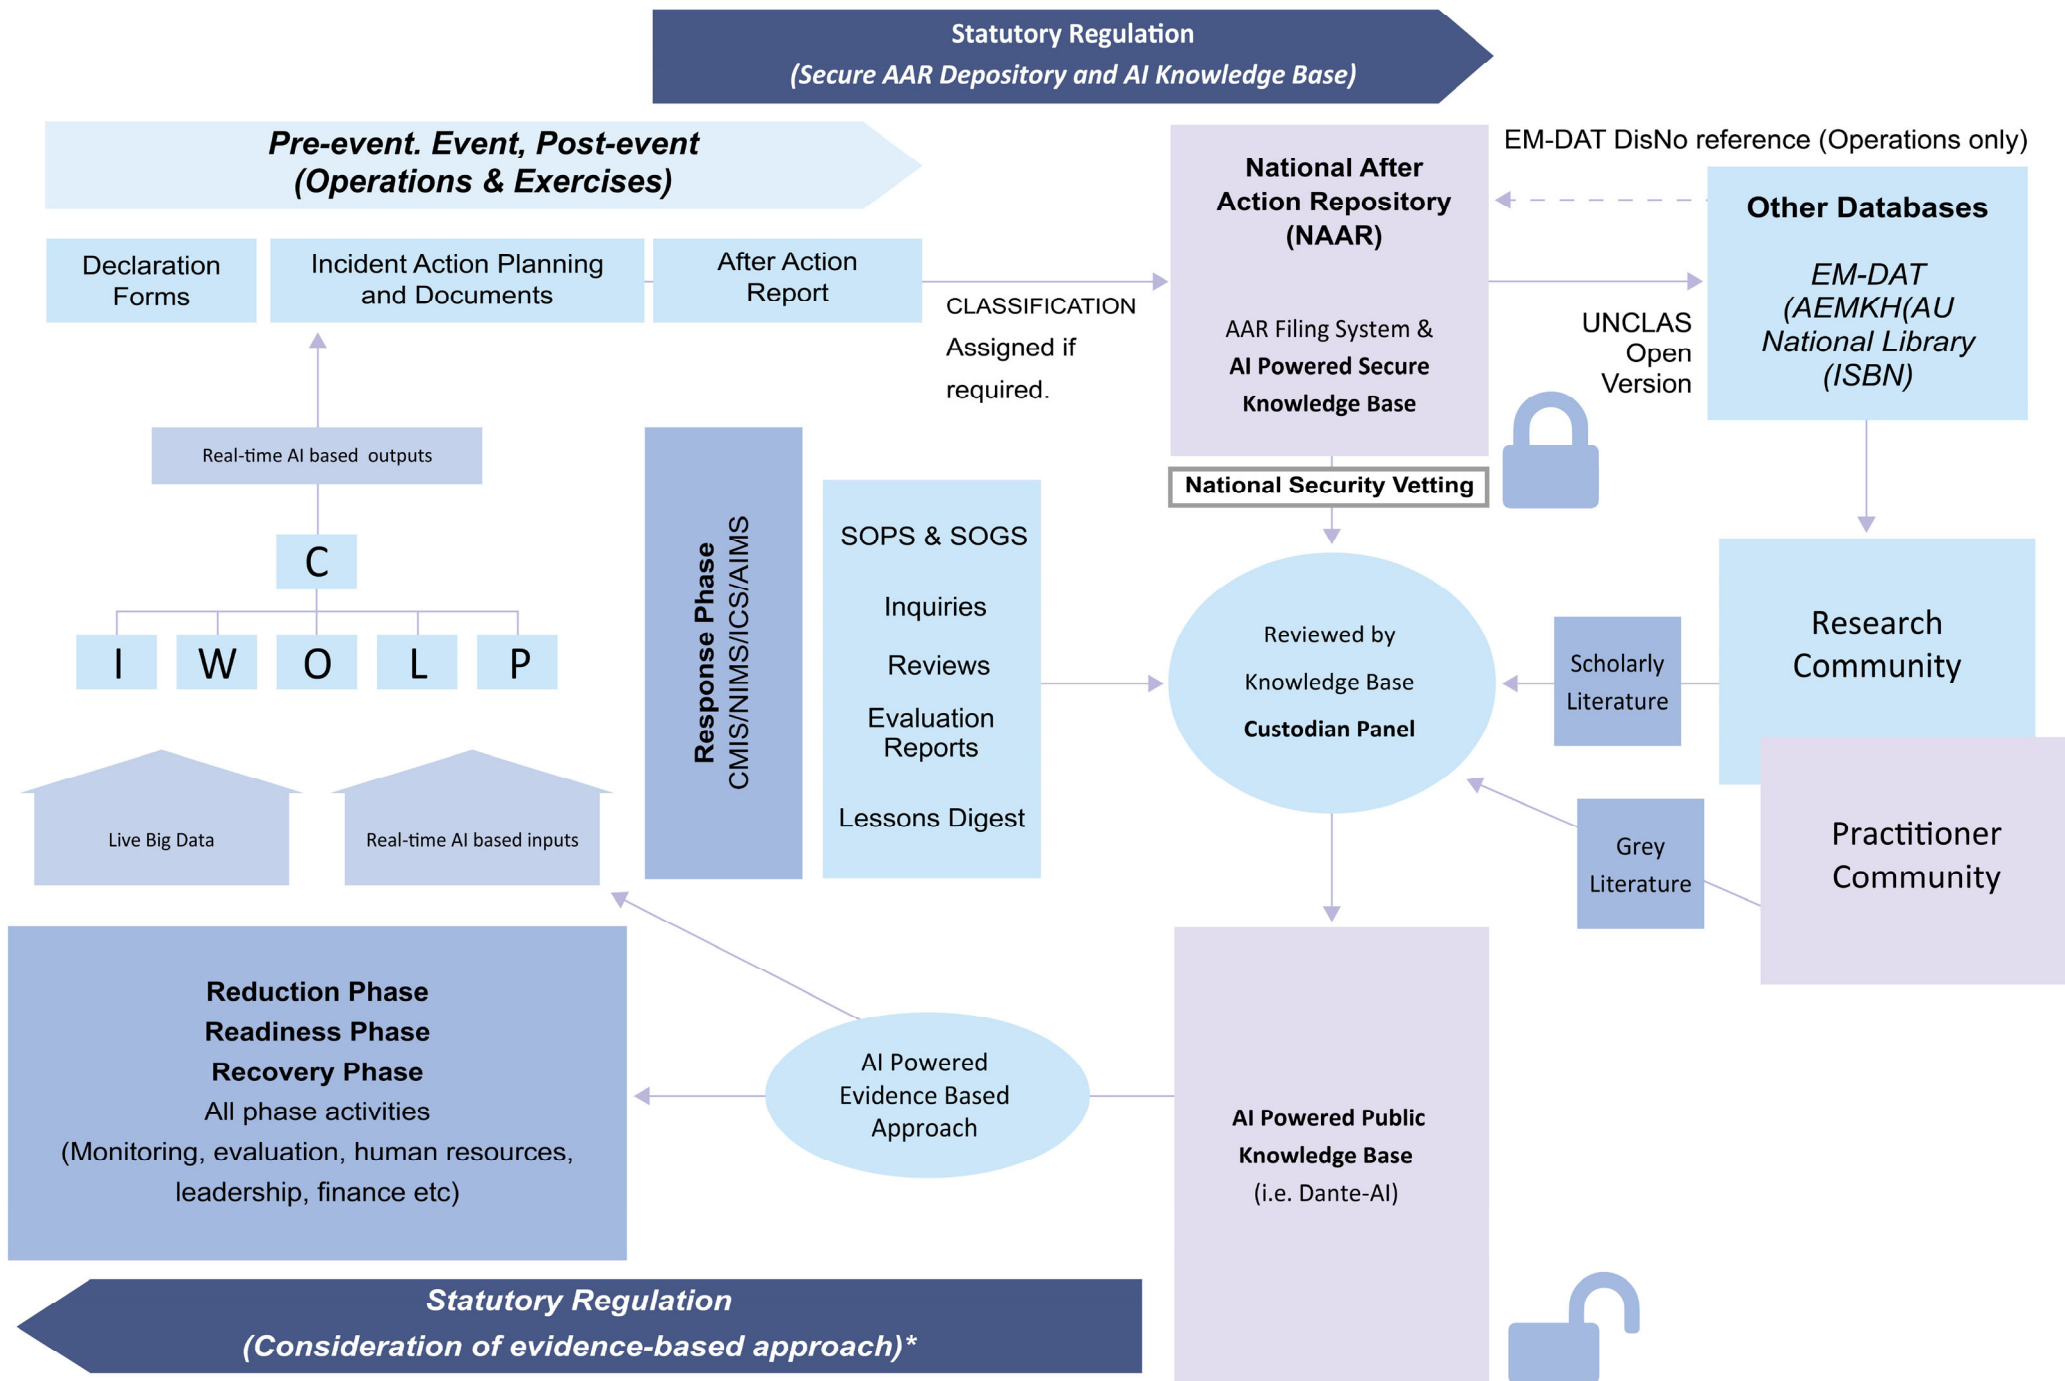 Statutory Regulation
(Secure AAR Depository and AI Knowledge Base)
Pre-event. Event, Post-event
(Operations & Exercises)
Declaration
Forms
Incident Action Planning
and Documents
After Action
Report
CLASSIFICATION
Assigned if
required.
National After
Action Repository
(NAAR)
AAR Filing System &
AI Powered Secure
Knowledge Base
EM-DAT DisNo reference (Operations only)
Other Databases
EM-DAT
(AEMKH(AU
National Library
(ISBN)
UNCLAS
Open
Version
National Security Vetting
Real-time AI based outputs
C
I
W
O
L
P
Live Big Data
Real-time AI based inputs
Response Phase
CMIS/NIMS/ICS/AIMS
SOPS & SOGS
Inquiries
Reviews
Evaluation
Reports
Lessons Digest
Reviewed by
Knowledge Base
Custodian Panel
Scholarly
Literature
Research
Community
Grey
Literature
Practitioner
Community
Reduction Phase
Readiness Phase
Recovery Phase
All phase activities
(Monitoring, evaluation, human resources,
leadership, finance etc)
AI Powered
Evidence Based
Approach
AI Powered Public
Knowledge Base
(i.e. Dante-AI)
Statutory Regulation
(Consideration of evidence-based approach)*